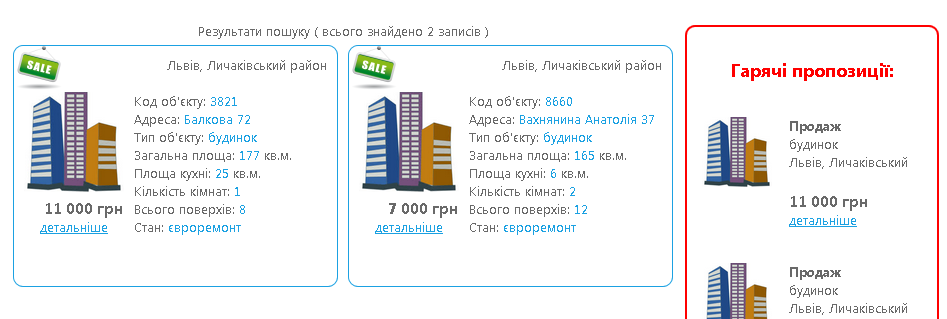 Результати пошуку ( всього знайдено 2 записів )
SALE
Львів, Личаківський район
Код об'єкту: 3821
Адреса: Балкова 72
Тип об'єкту: будинок
Загальна площа: 177 кв.м.
Площа кухні: 25 кв.м.
Кількість кімнат: 1
Всього поверхів: 8
Стан: євроремонт
11 000 грн
детальніше
SALE
Львів, Личаківський район
Код об'єкту: 8660
Адреса: Вахнянина Анатолія 37
Тип об'єкту: будинок
Загальна площа: 165 кв.м.
Площа кухні: 6 кв.м.
Кількість кімнат: 2
Всього поверхів: 12
Стан: євроремонт
7 000 грн
детальніше
Гарячі пропозиції:
Продаж
будинок
Львів, Личаківський
11 000 грн
детальніше
Продаж
будинок
Львів, Личаківський